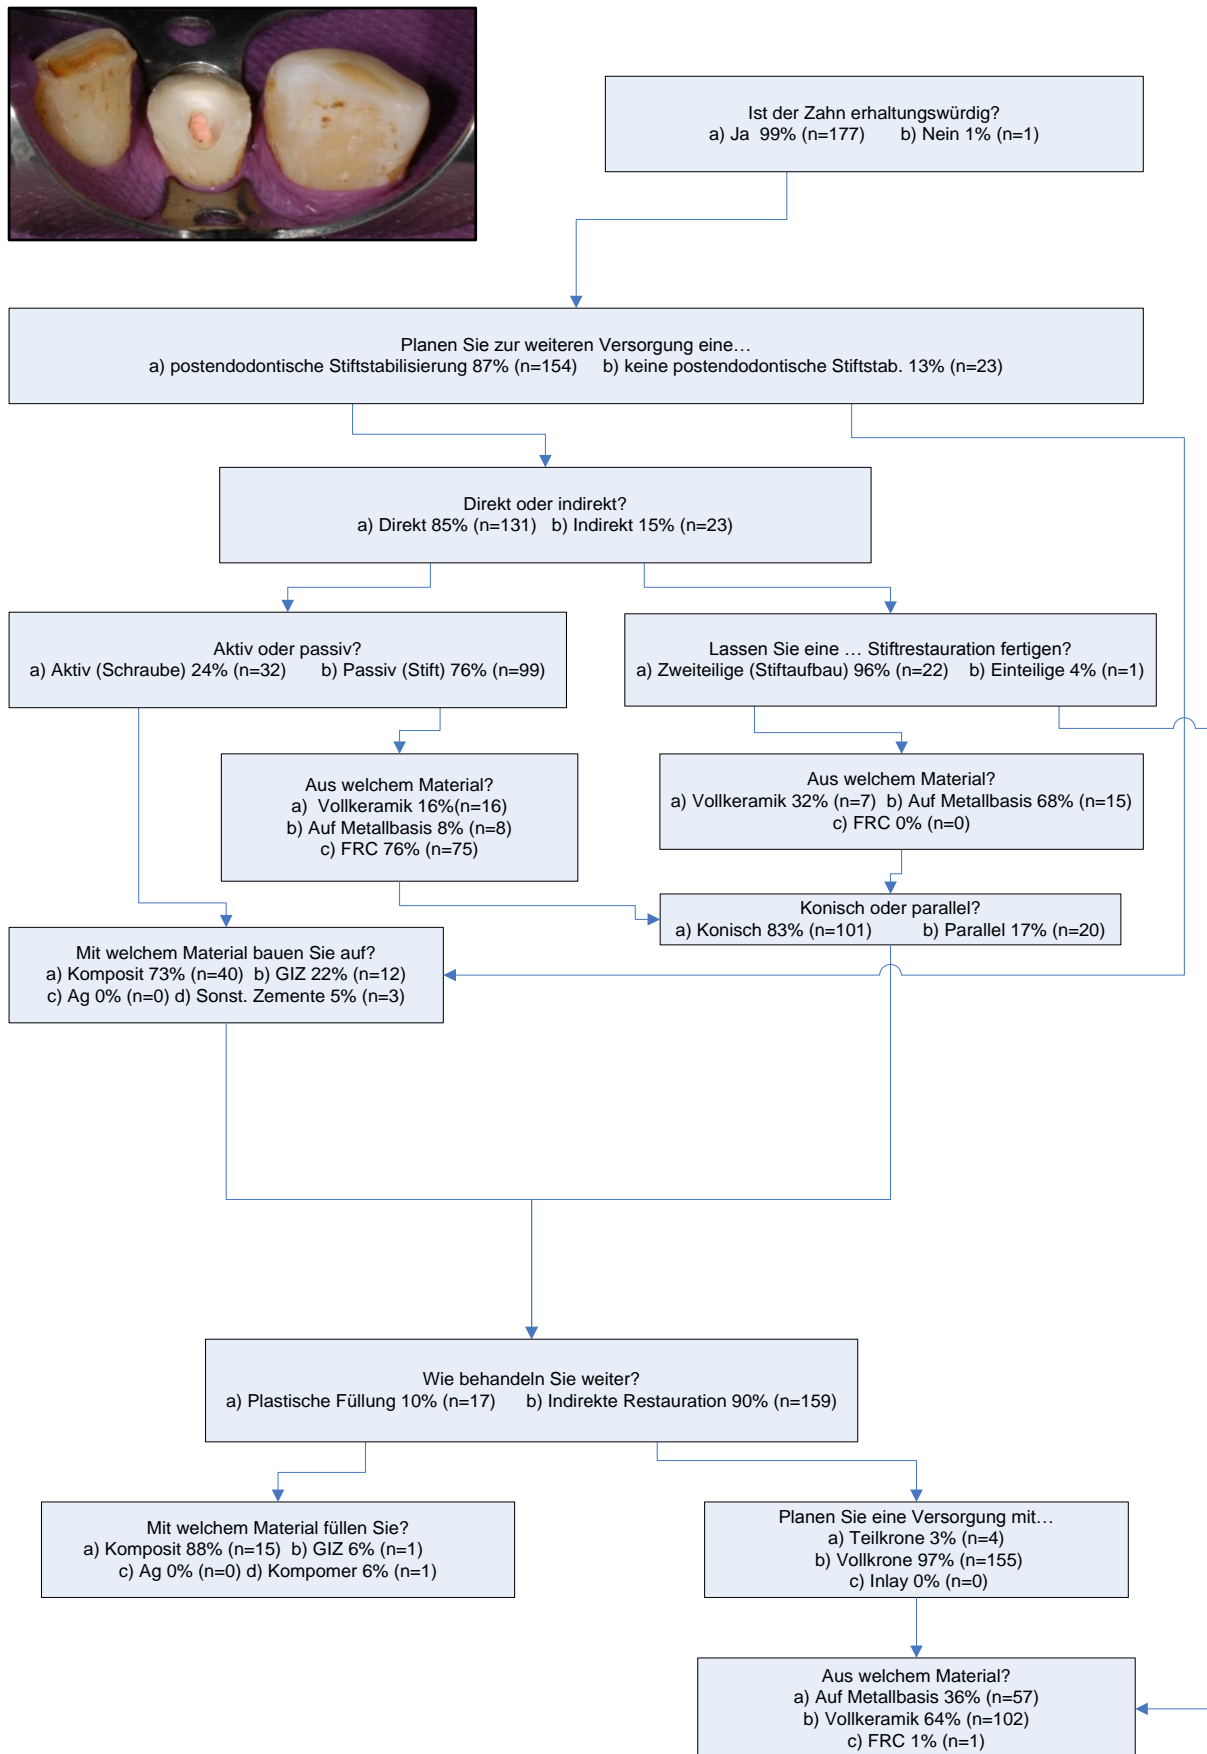 Ist der Zahn erhaltungswürdig?
a) Ja  99% (n=177)      b) Nein 1% (n=1)
Planen Sie zur weiteren Versorgung eine…
a) postendodontische Stiftstabilisierung 87% (n=154)     b) keine postendodontische Stiftstab. 13% (n=23)
Direkt oder indirekt?
a) Direkt 85% (n=131)   b) Indirekt 15% (n=23)
Aktiv oder passiv?
a) Aktiv (Schraube) 24% (n=32)      b) Passiv (Stift) 76% (n=99)
Lassen Sie eine … Stiftrestauration fertigen?
a) Zweiteilige (Stiftaufbau) 96% (n=22)    b) Einteilige 4% (n=1)
Aus welchem Material?
a)  Vollkeramik 16%(n=16)
b) Auf Metallbasis 8% (n=8)
c) FRC 76% (n=75)
Aus welchem Material?
a) Vollkeramik 32% (n=7)  b) Auf Metallbasis 68% (n=15)
c) FRC 0% (n=0)
Konisch oder parallel?
a) Konisch 83% (n=101)          b) Parallel 17% (n=20)
Mit welchem Material bauen Sie auf?
a) Komposit 73% (n=40)  b) GIZ 22% (n=12)
c) Ag 0% (n=0) d) Sonst. Zemente 5% (n=3)
Wie behandeln Sie weiter?
a) Plastische Füllung 10% (n=17)      b) Indirekte Restauration 90% (n=159)
Mit welchem Material füllen Sie?
a) Komposit 88% (n=15)  b) GIZ 6% (n=1)
c) Ag 0% (n=0) d) Kompomer 6% (n=1)
Planen Sie eine Versorgung mit…
a) Teilkrone 3% (n=4)
b) Vollkrone 97% (n=155)
c) Inlay 0% (n=0)
Aus welchem Material?
a) Auf Metallbasis 36% (n=57)
b) Vollkeramik 64% (n=102)
c) FRC 1% (n=1)